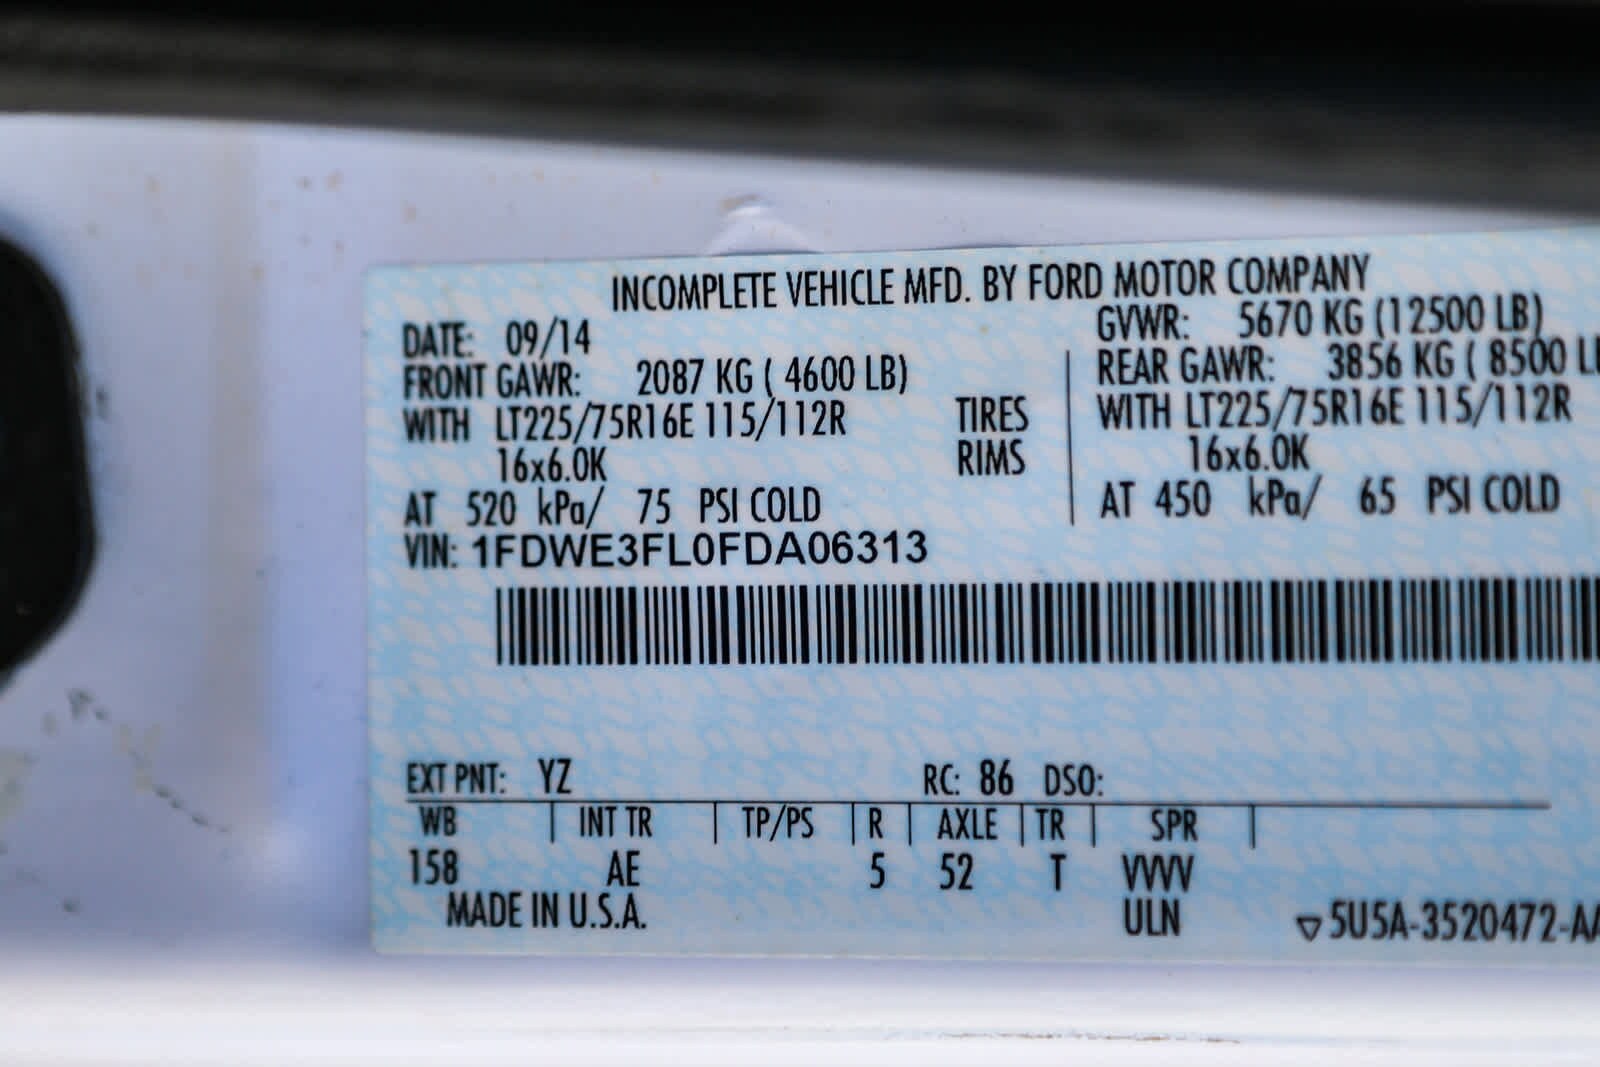 INCOMPLETE VEHICLE MFD. BY FORD MOTOR COMPANY
DATE: 09/14 GVWR: 5670 KG (12500 LB)
FRONT GAWR: 2087 KG ( 4600 LB) REAR GAWR: 3856 KG ( 8500 LB
WITH LT225/75R16E 115/112R TIRES WITH LT225/75R16E 115/112R
16x6.0K RIMS 16x6.0K
AT 520 kPa/ 75 PSI COLD AT 450 kPa/ 65 PSI COLD
VIN: 1FDWE3FL0FDA06313
EXT PNT: YZ RC: 86 DSO:
WB | INT TR | TP/PS | R | AXLE | TR | SPR |
158 AE 5 52 T VVVV
MADE IN U.S.A. ULN ▽5U5A-3520472-AA